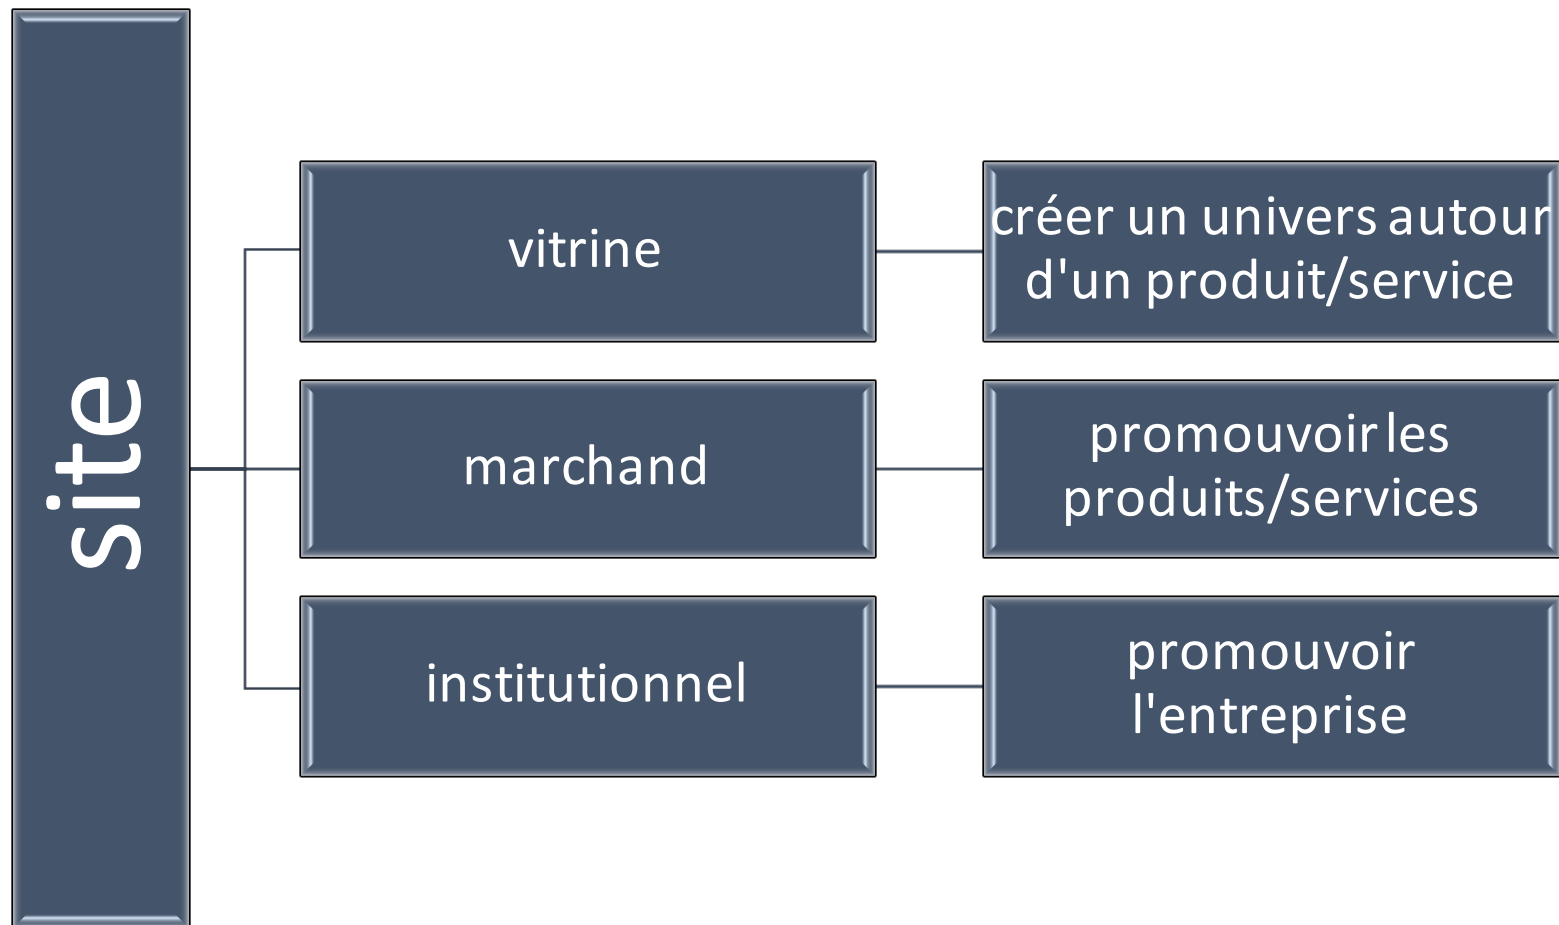 site
vitrine
créer un univers autour
d'un produit/service
marchand
promouvoir les
produits/services
institutionnel
promouvoir
l'entreprise